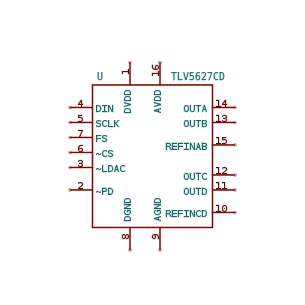 U TLV5627CD
1 16
DVDD AVDD
4 DIN OUTA 14
5 SCLK OUTB 13
7 FS
REFINAB 15
6 ~CS
3 ~LDAC
OUTC 12
2 ~PD OUTD 11
REFINCD 10
DGND AGND
8 9